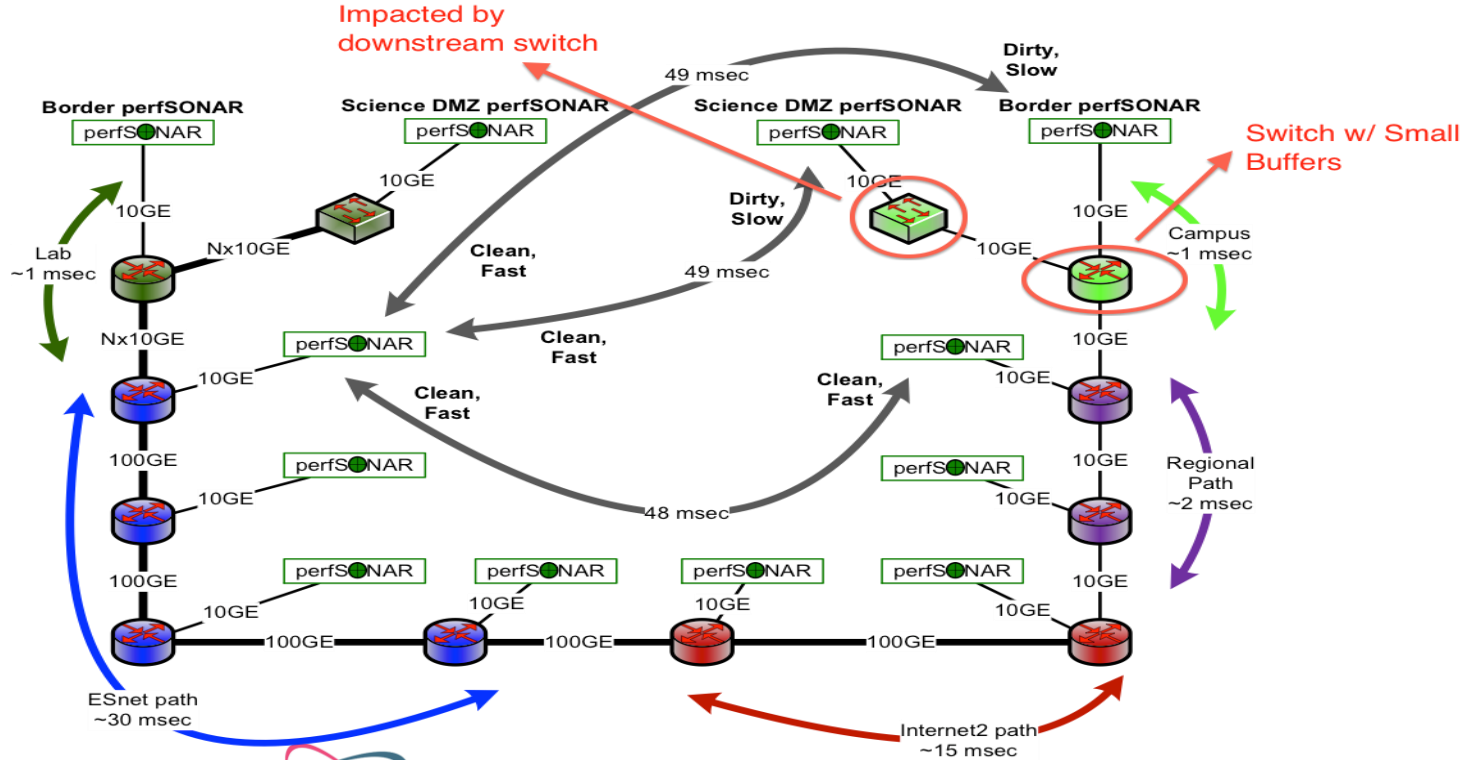 Impacted by
downstream switch
Dirty,
Slow
49 msec
Border perfSONAR
Science DMZ perfSONAR
Science DMZ perfSONAR
Border perfSONAR
perfSONAR
perfSONAR
perfSONAR
perfSONAR
Switch w/ Small
Buffers
10GE
10GE
Dirty,
Slow
10GE
10GE
Campus
~1 msec
Lab
~1 msec
Nx10GE
Clean,
Fast
10GE
49 msec
Nx10GE
perfSONAR
Clean,
Fast
perfSONAR
10GE
10GE
Clean,
Fast
Clean,
Fast
10GE
100GE
perfSONAR
perfSONAR
10GE
Regional
Path
~2 msec
10GE
10GE
48 msec
100GE
perfSONAR
perfSONAR
perfSONAR
perfSONAR
10GE
10GE
10GE
10GE
10GE
100GE
100GE
100GE
ESnet path
~30 msec
Internet2 path
~15 msec